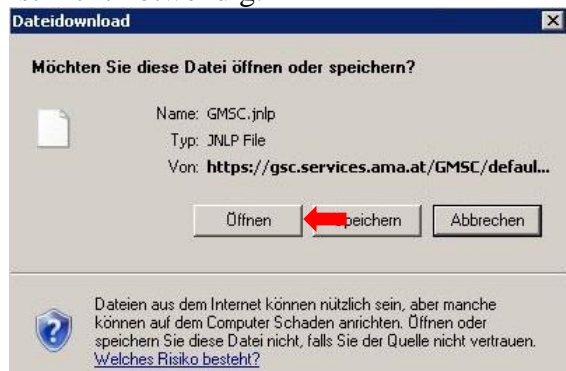 Dateidownload
Möchten Sie diese Datei öffnen oder speichern?
Name: GMSC.jnlp
Typ: JNLP File
Von: https://gsc.services.ama.at/GMSC/defaul...
Öffnen Speichern Abbrechen
Dateien aus dem Internet können nützlich sein, aber manche
können auf dem Computer Schaden anrichten. Öffnen oder
speichern Sie diese Datei nicht, falls Sie der Quelle nicht vertrauen.
Welches Risiko besteht?